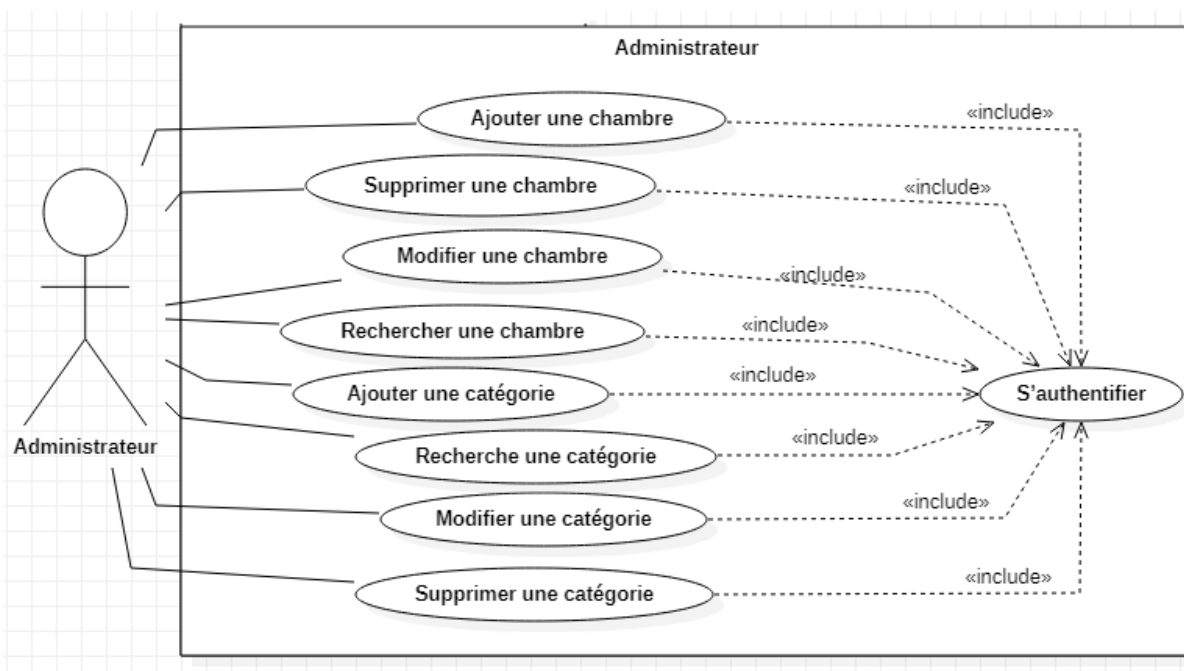 Administrateur
Ajouter une chambre
«include»
Supprimer une chambre
«include»
Modifier une chambre
«include»
Rechercher une chambre
«include»
Ajouter une catégorie
«include»
S'authentifier
Administrateur
Recherche une catégorie
«include»
Modifier une catégorie
«include»
Supprimer une catégorie
«include»